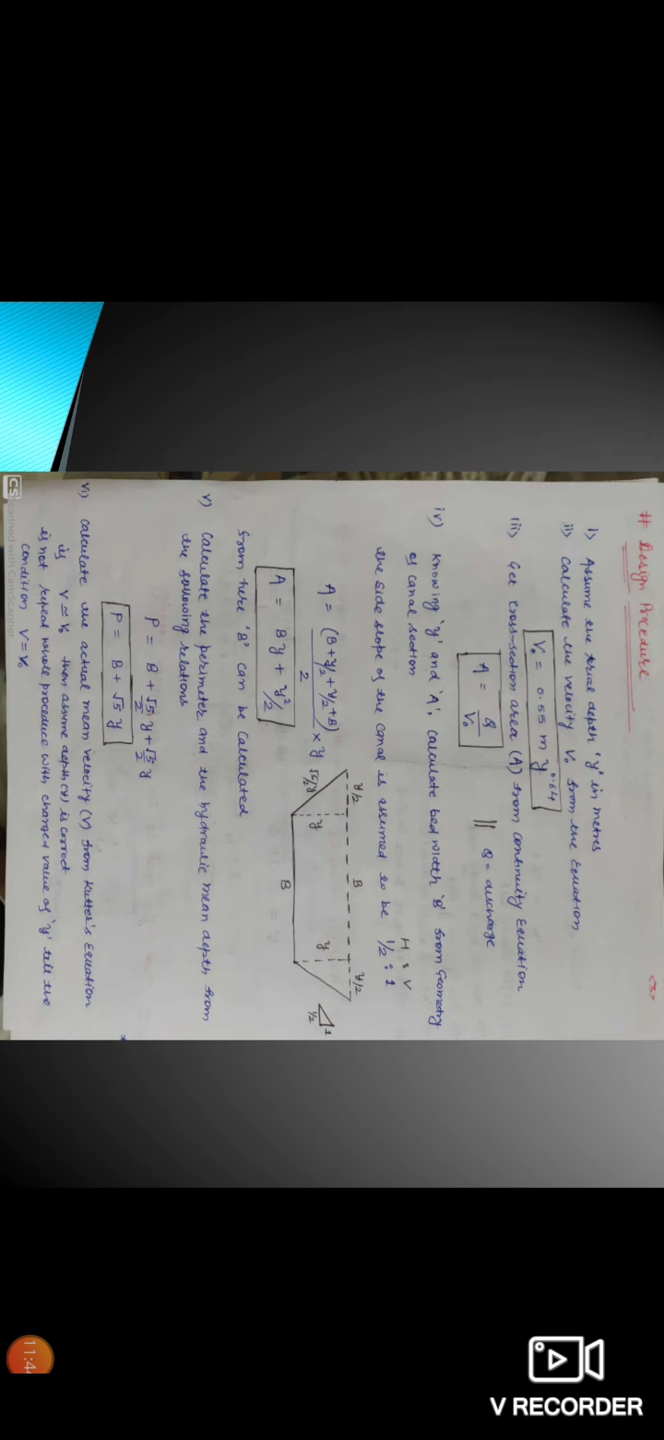 # Design Procedure
i) Assume the trial depth 'y' in metres
ii) Calculate the velocity V₀ from the Equation,
V₀ = 0.55 m y^0.64
iii) Get cross-section area (A) from continuity Equation
A = Q/V₀ || Q = discharge
iv) Knowing 'y' and 'A', calculate bed width 'B' from Geometry
of canal section
H : V
the side slope of the canal is assumed to be 1/2 : 1
A = (B+y/2+y/2+B)/2 × y
y/2 B y/2
√5/2 y y y
B
1
1/2
A = By + y²/2
from here 'B' can be calculated
v) Calculate the perimeter and the hydraulic mean depth from
the following relations
P = B + √5/2 y + √5/2 y
P = B + √5 y
vi) Calculate the actual mean velocity (V) from Kutter's Equation
if V ≃ V₀ then assume depth (y) is correct
if not repeat whole procedure with changed value of 'y' till the
condition V = V₀
CS Scanned with CamScanner
11:4
V RECORDER